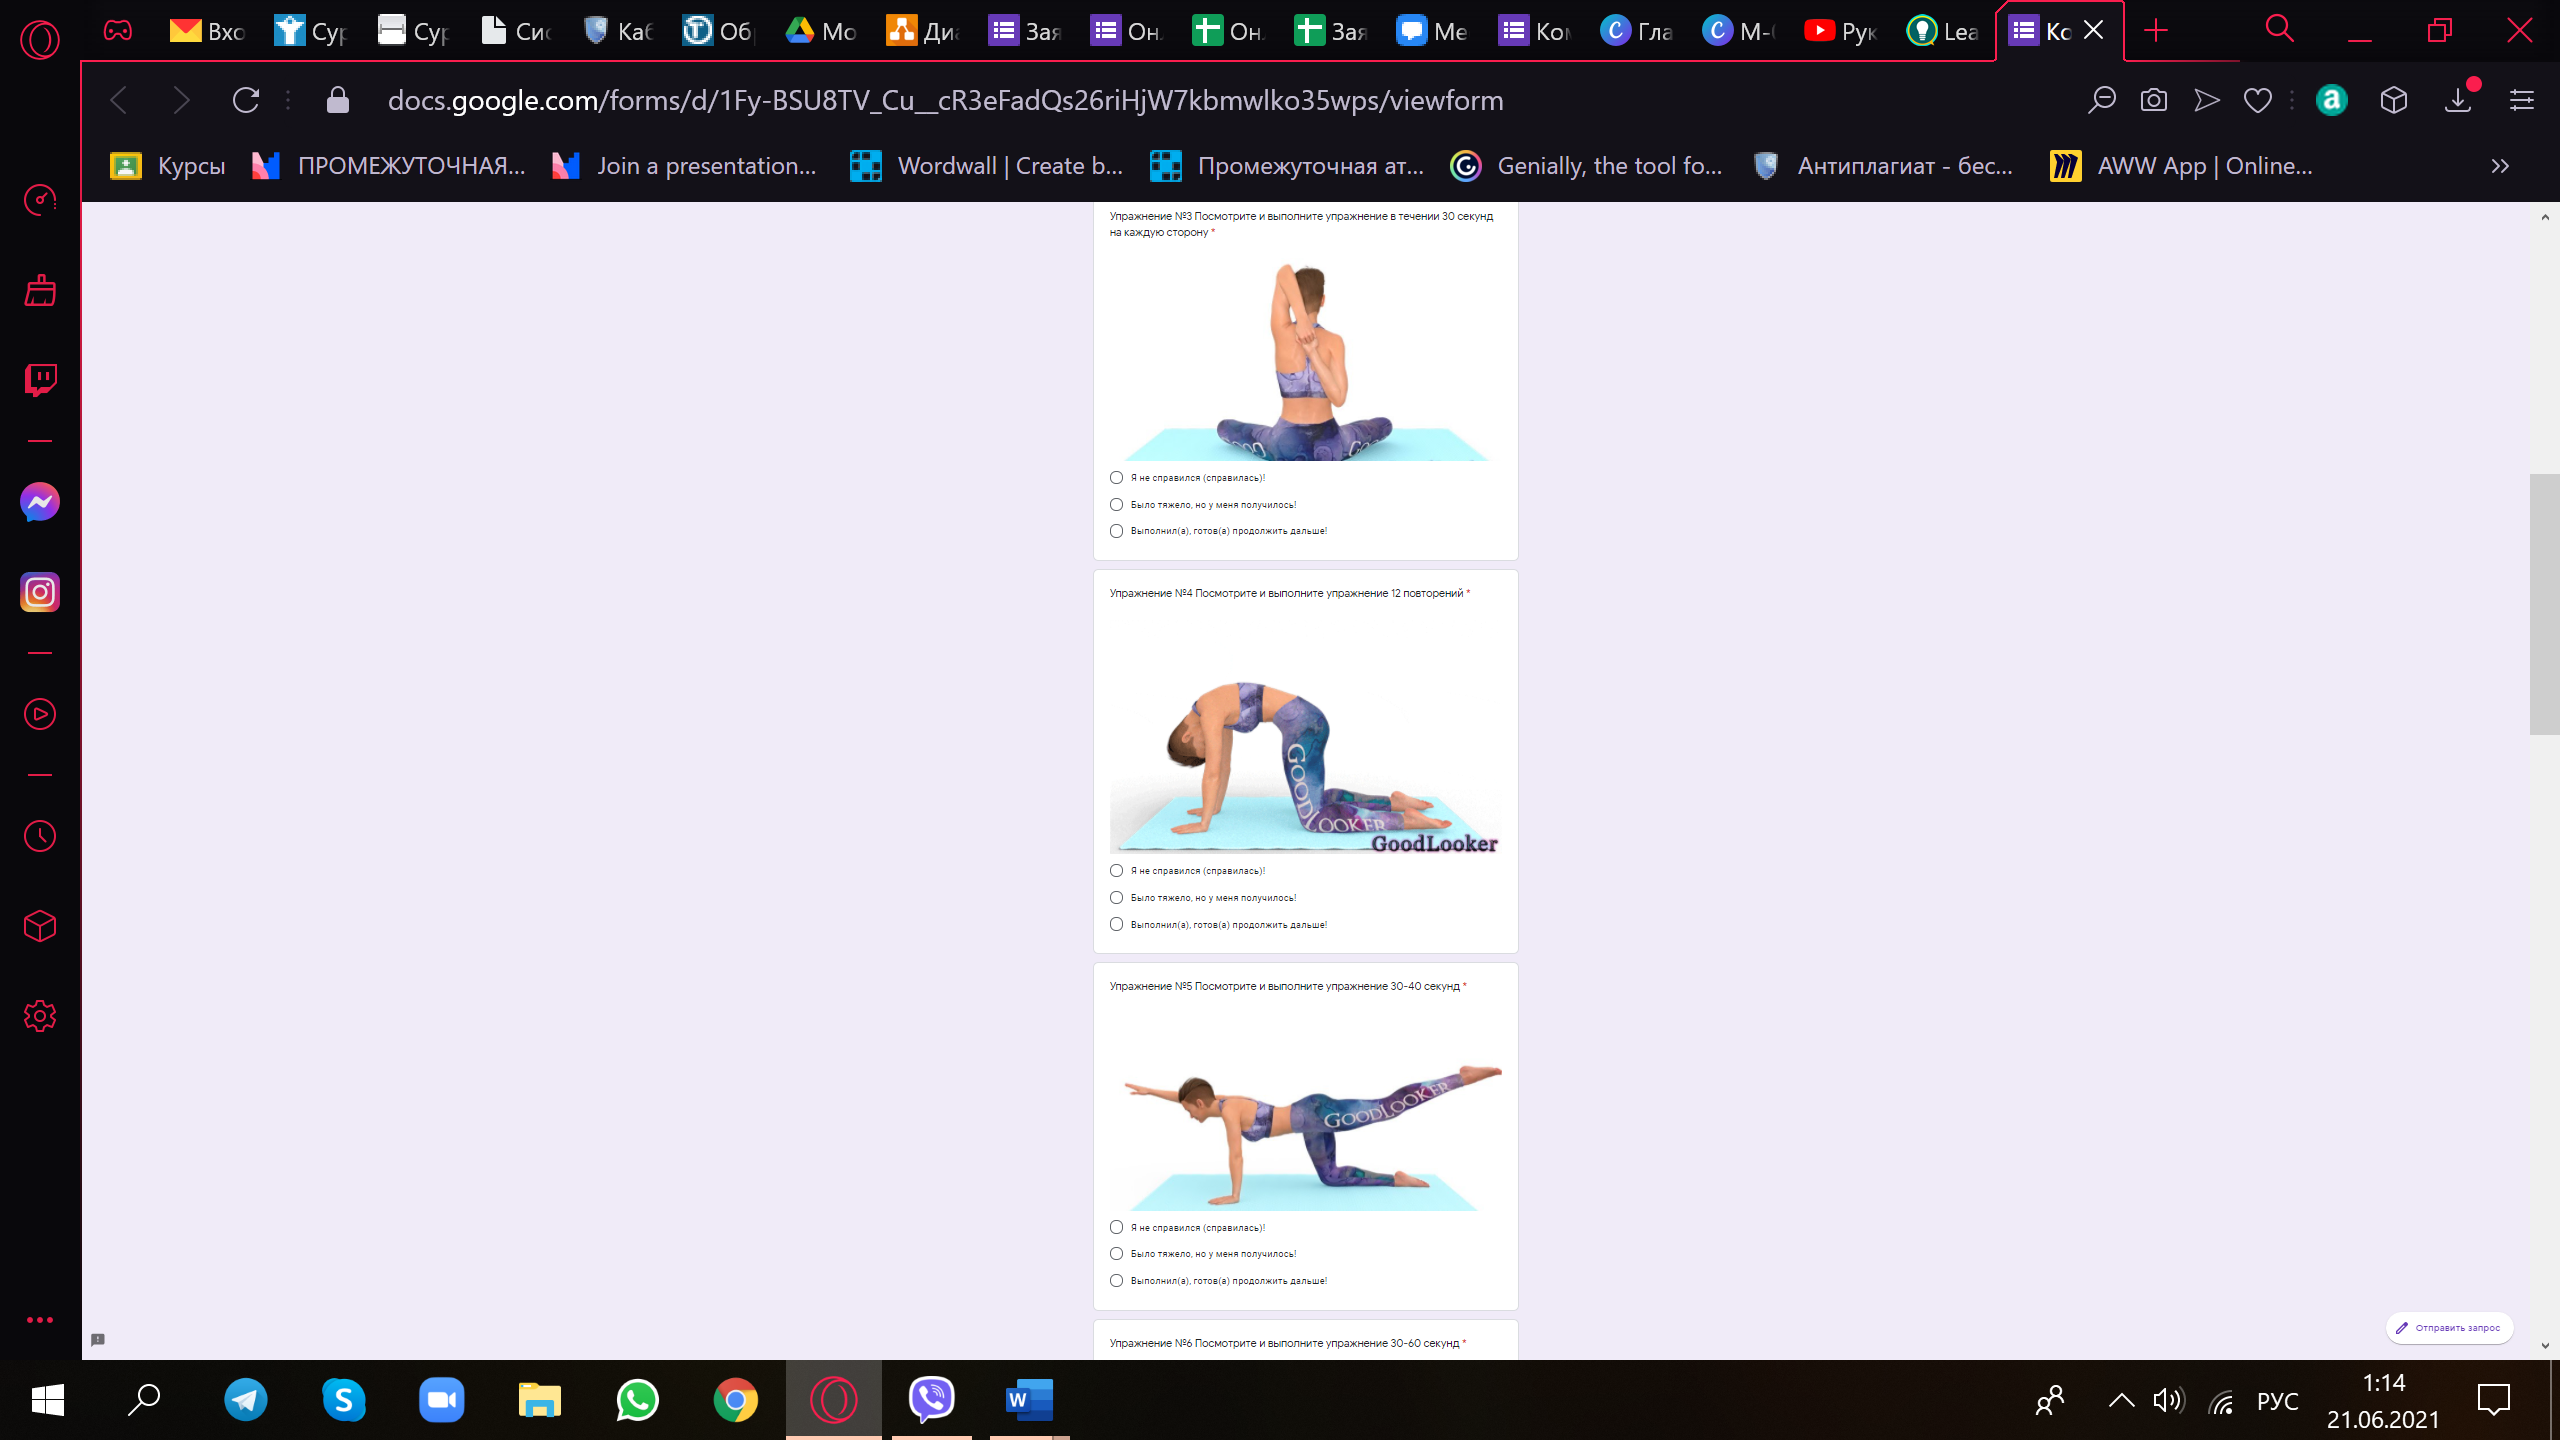 Вхо
Сур
Сур
Сис
Каб
Об
Мо
Диа
Зая
Он
Он
Зая
Ме
Ком
Гла
М-
Рук
Lea
Ко
docs.google.com/forms/d/1Fy-BSU8TV_Cu__cR3eFadQs26riHjW7kbmwlko35wps/viewform
Курсы
ПРОМЕЖУТОЧНАЯ...
Join a presentation...
Wordwall | Create b...
Промежуточная ат...
Genially, the tool fo...
Антиплагиат - бес...
AWW App | Online...
Упражнение №3 Посмотрите и выполните упражнение в течении 30 секунд
на каждую сторону *
Я не справился (справилась)!
Было тяжело, но у меня получилось!
Выполнил(а), готов(а) продолжить дальше!
Упражнение №4 Посмотрите и выполните упражнение 12 повторений *
GOODLOOKER
GoodLooker
Я не справился (справилась)!
Было тяжело, но у меня получилось!
Выполнил(а), готов(а) продолжить дальше!
Упражнение №5 Посмотрите и выполните упражнение 30-40 секунд *
GOODLOOKER
Я не справился (справилась)!
Было тяжело, но у меня получилось!
Выполнил(а), готов(а) продолжить дальше!
Упражнение №6 Посмотрите и выполните упражнение 30-60 секунд *
Отправить запрос
РУС
1:14
21.06.2021